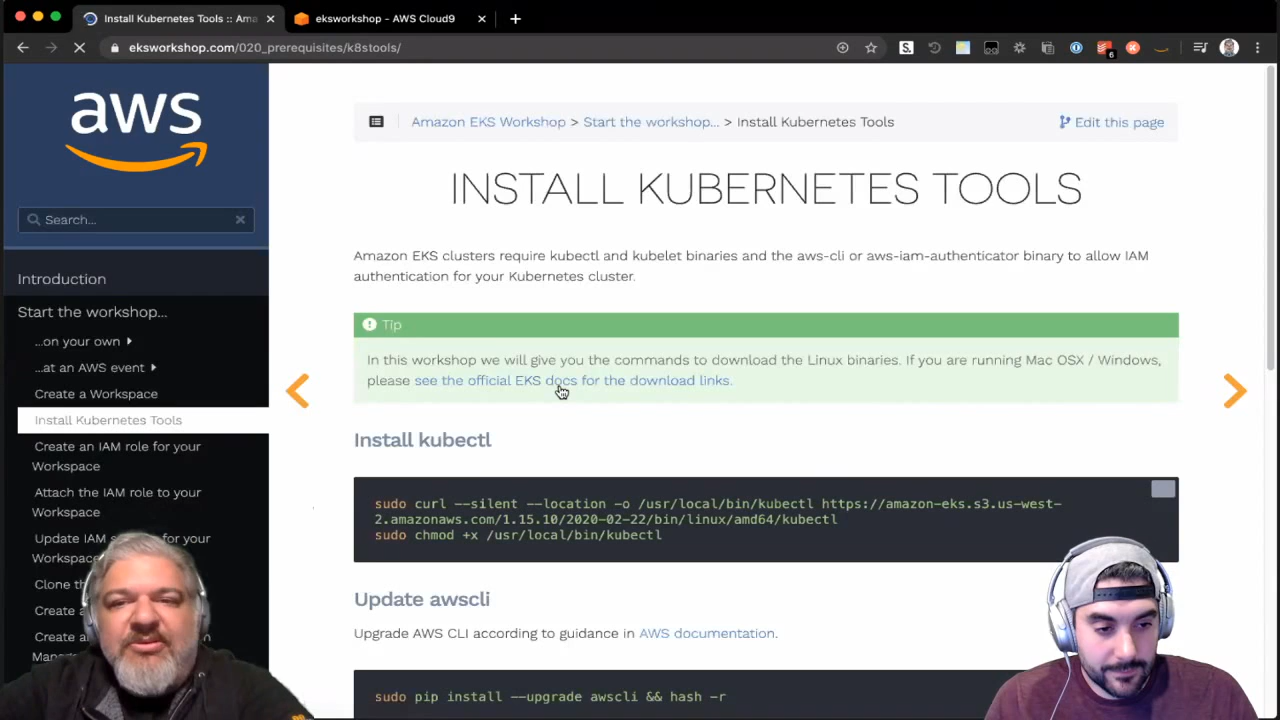 Install Kubernetes Tools :: Ama
eksworkshop - AWS Cloud9
eksworkshop.com/020_prerequisites/k8stools/
6
aws
Search...
Introduction
Start the workshop...
...on your own
...at an AWS event
Create a Workspace
Install Kubernetes Tools
Create an IAM role for your
Workspace
Attach the IAM role to your
Workspace
Update IAM
for your
Workspace
Clone th
Create a
Create a
Mana
Amazon EKS Workshop > Start the workshop... > Install Kubernetes Tools
Edit this page
INSTALL KUBERNETES TOOLS
Amazon EKS clusters require kubectl and kubelet binaries and the aws-cli or aws-iam-authenticator binary to allow IAM
authentication for your Kubernetes cluster.
Tip
In this workshop we will give you the commands to download the Linux binaries. If you are running Mac OSX / Windows,
please see the official EKS docs for the download links.
Install kubectl
sudo curl --silent --location -o /usr/local/bin/kubectl https://amazon-eks.s3.us-west-
2.amazonaws.com/1.15.10/2020-02-22/bin/linux/amd64/kubectl
sudo chmod +x /usr/local/bin/kubectl
Update awscli
Upgrade AWS CLI according to guidance in AWS documentation.
sudo pip install --upgrade awscli && hash -r